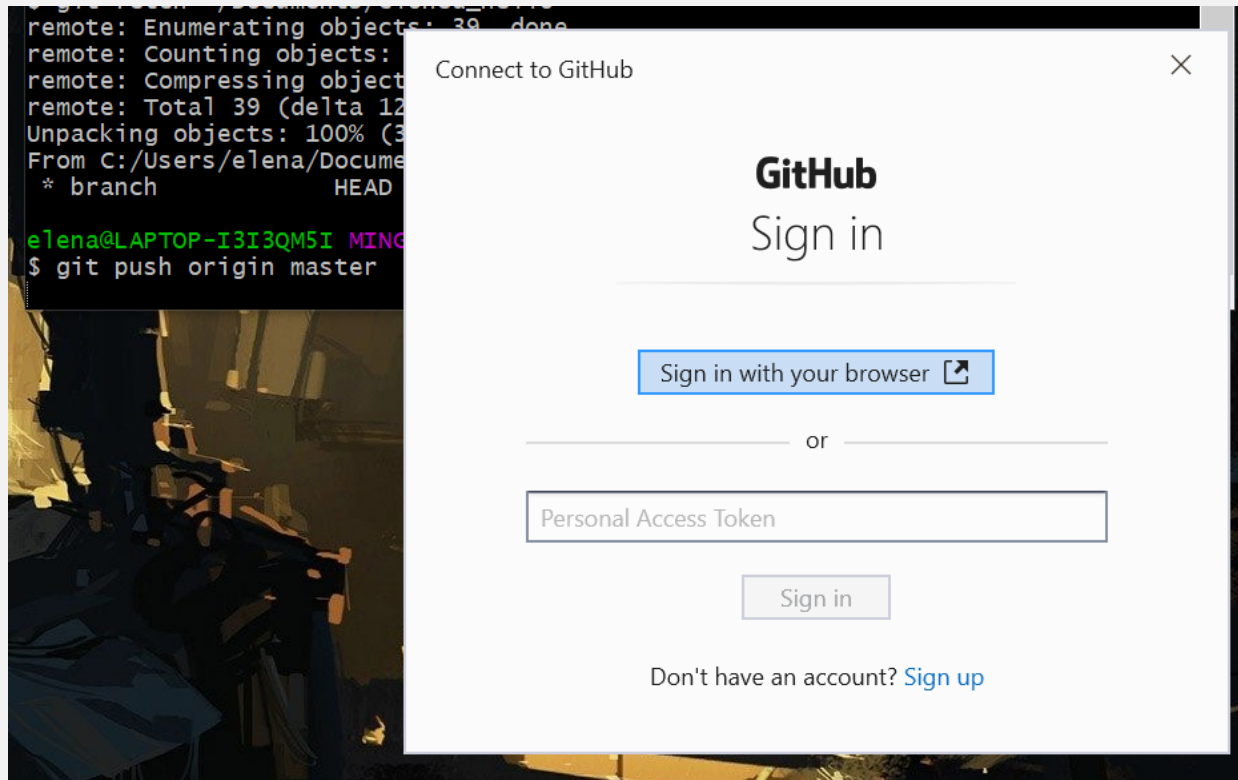 remote: Enumerating objects: 39, done
remote: Counting objects:
remote: Compressing object
remote: Total 39 (delta 12
Unpacking objects: 100% (3
From C:/Users/elena/Docume
* branch HEAD
elena@LAPTOP-I3I3QM5I MING
$ git push origin master
Connect to GitHub
GitHub
Sign in
Sign in with your browser
or
Personal Access Token
Sign in
Don't have an account? Sign up